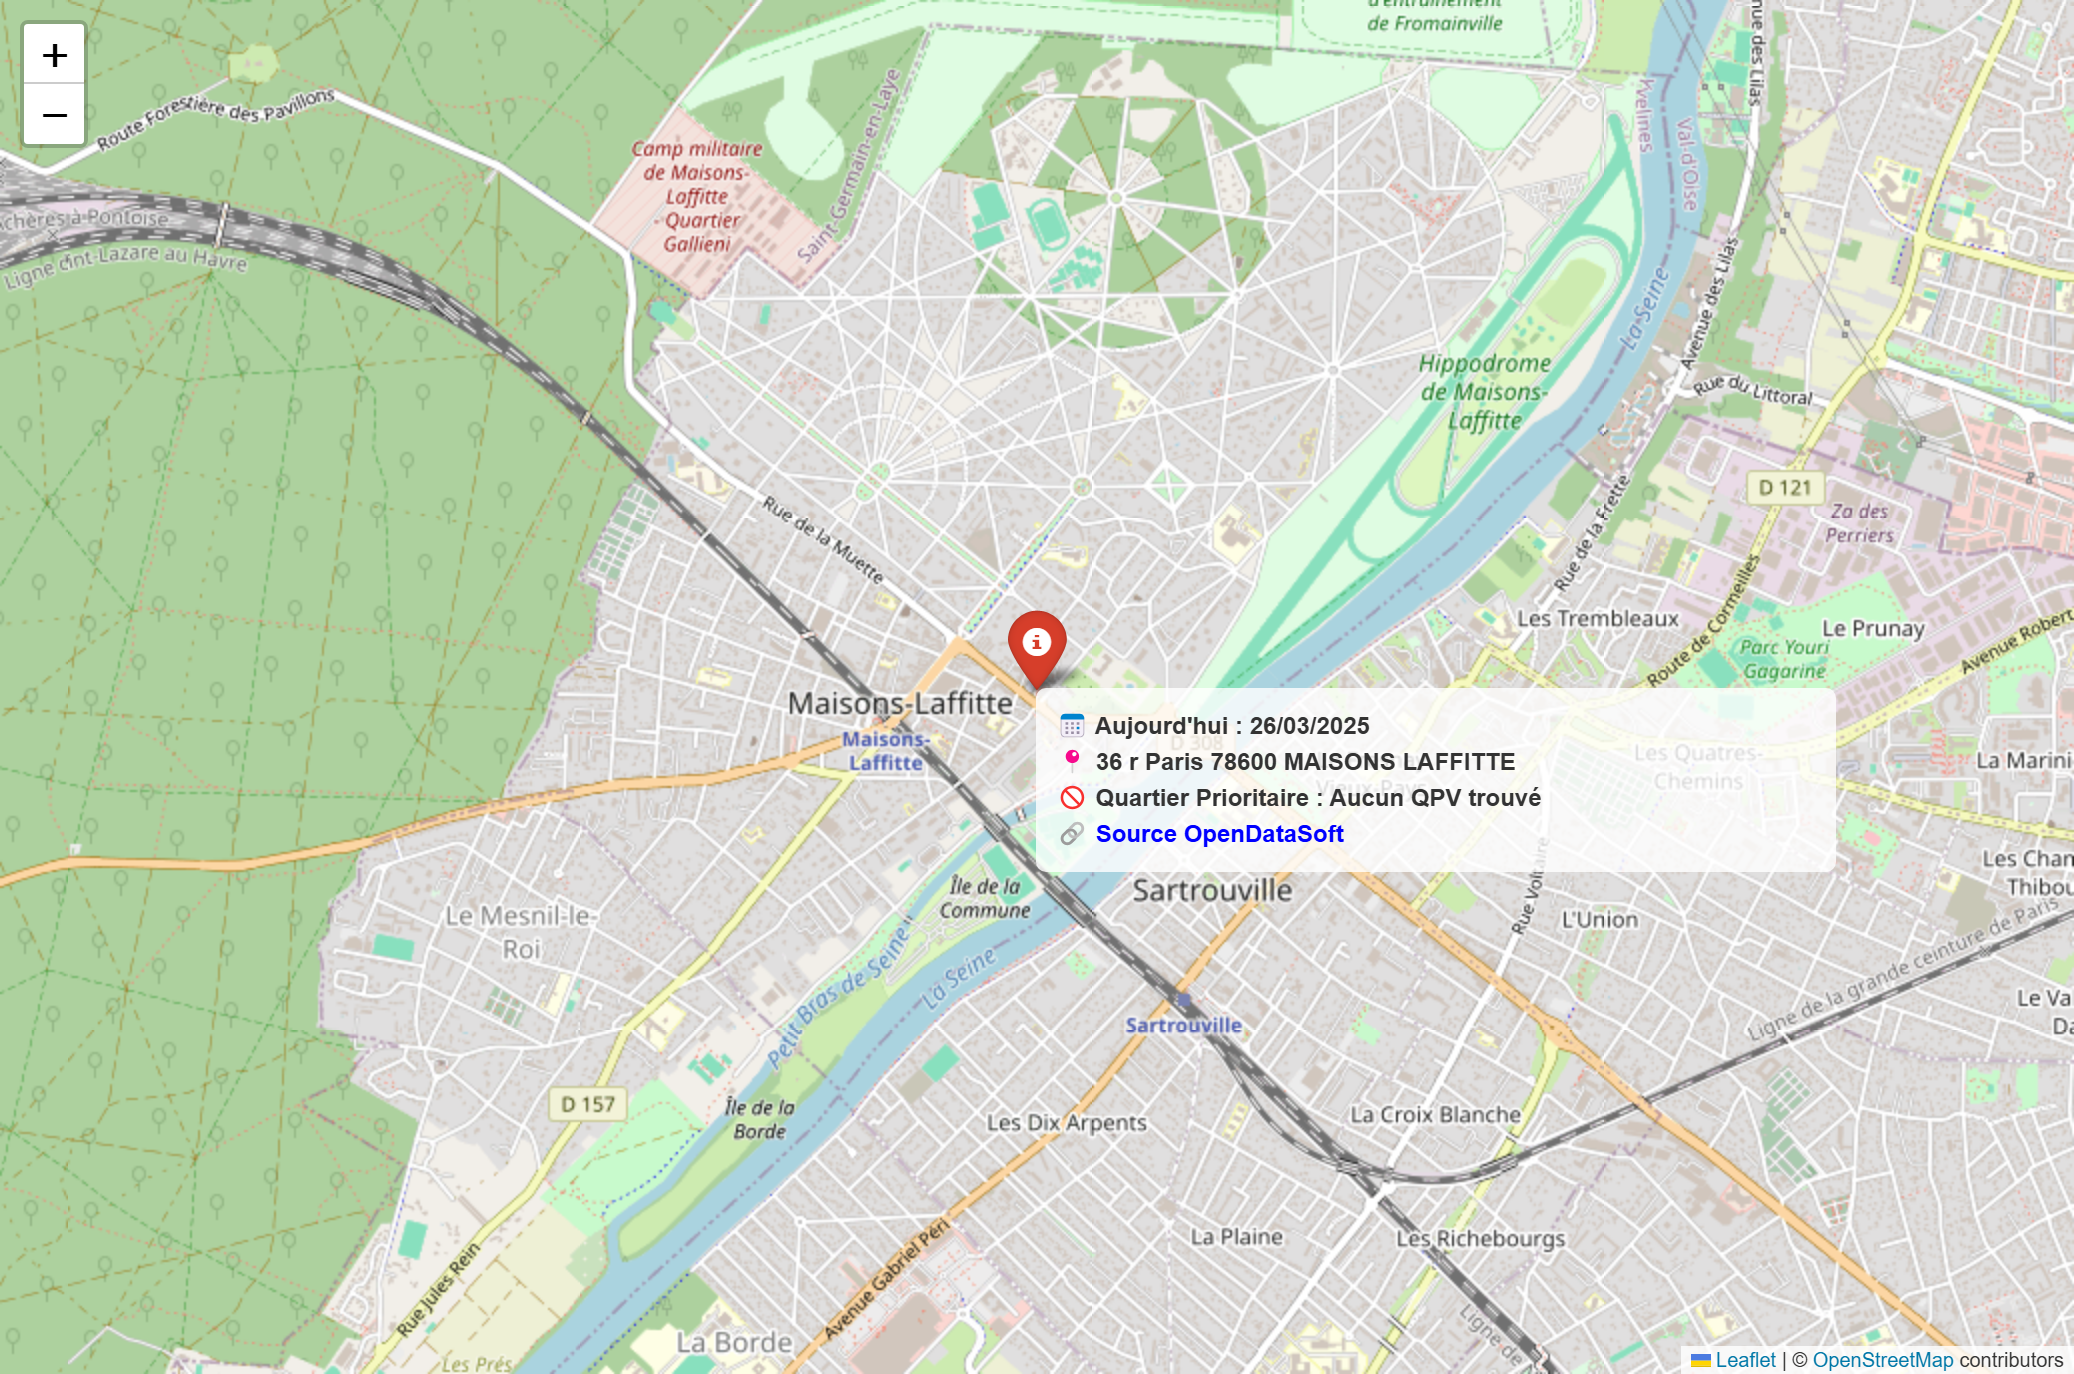 +
−
d'entraînement
de Fromainville
nue des Lilas
Route Forestière des Pavillons
Camp militaire
de Maisons-
Laffitte
- Quartier
Gallieni
Saint-Germain-en-Laye
Yvelines
Val-d'Oise
Achères à Pontoise
Ligne int-Lazare au Havre
La Seine
Avenue des Lilas
Hippodrome
de Maisons-
Laffitte
Rue du Littoral
D 121
Za des
Perriers
Rue de la Muette
Rue de la Frette
Les Trembleaux
Route de Cormeilles
Le Prunay
Parc Youri
Gagarine
Avenue Robert
Maisons-Laffitte
Maisons-
Laffitte
Aujourd'hui : 26/03/2025
36 r Paris 78600 MAISONS LAFFITTE
Quartier Prioritaire : Aucun QPV trouvé
Source OpenDataSoft
D 308
Vieux-Pays
Les Quatres-
Chemins
La Marini
Les Chan
Thibou
Île de la
Commune
Sartrouville
Rue Voltaire
L'Union
Ligne de la grande ceinture de Paris
Le Mesnil-le-
Roi
Petit Bras de Seine
La Seine
Sartrouville
Le Va
Da
D 157
Île de la
Borde
Les Dix Arpents
La Croix Blanche
La Plaine
Les Richebourgs
Rue Jules Rein
Avenue Gabriel Péri
La Borde
Les Prés
Ligne de
Leaflet | © OpenStreetMap contributors